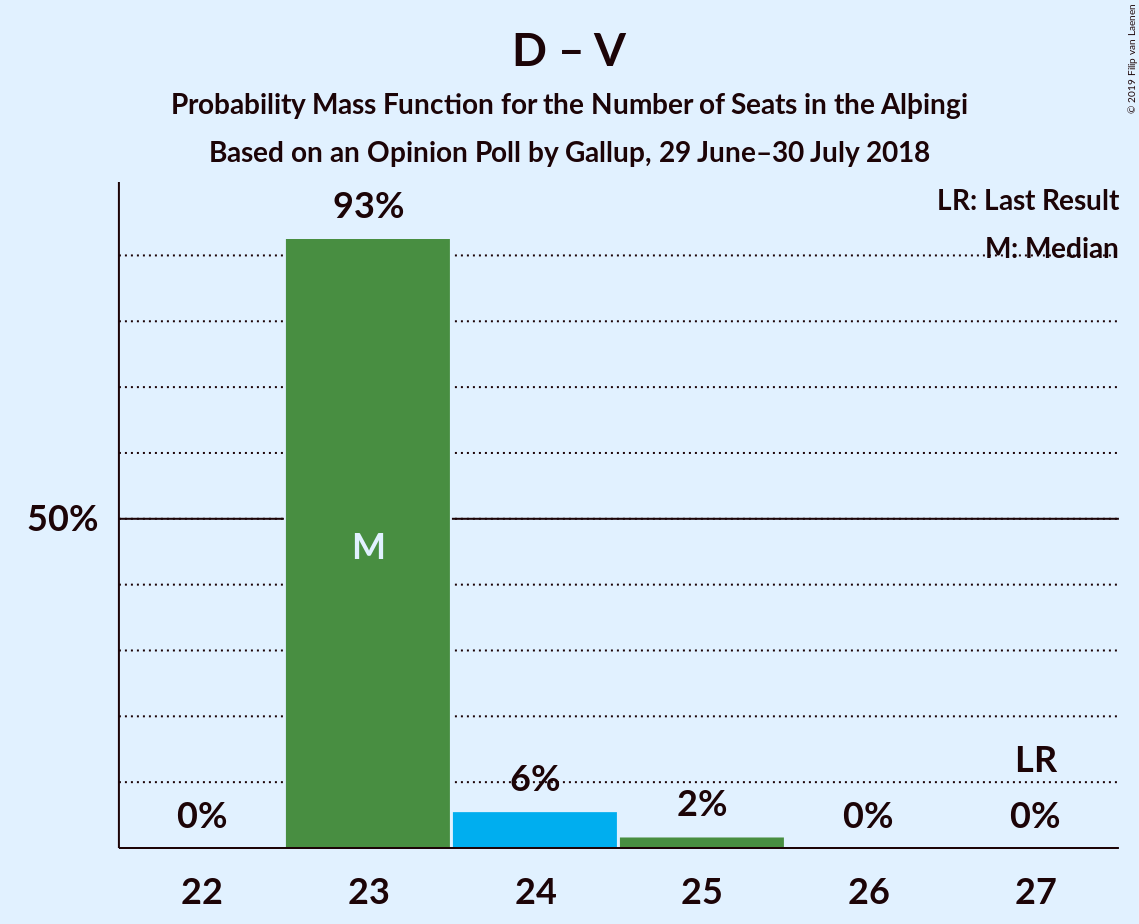 D – V
Probability Mass Function for the Number of Seats in the Alþingi
Based on an Opinion Poll by Gallup, 29 June–30 July 2018
© 2019 Filip van Laenen
LR: Last Result
M: Median
93%
50%
M
LR
6%
2%
0%
0%
0%
22
23
24
25
26
27